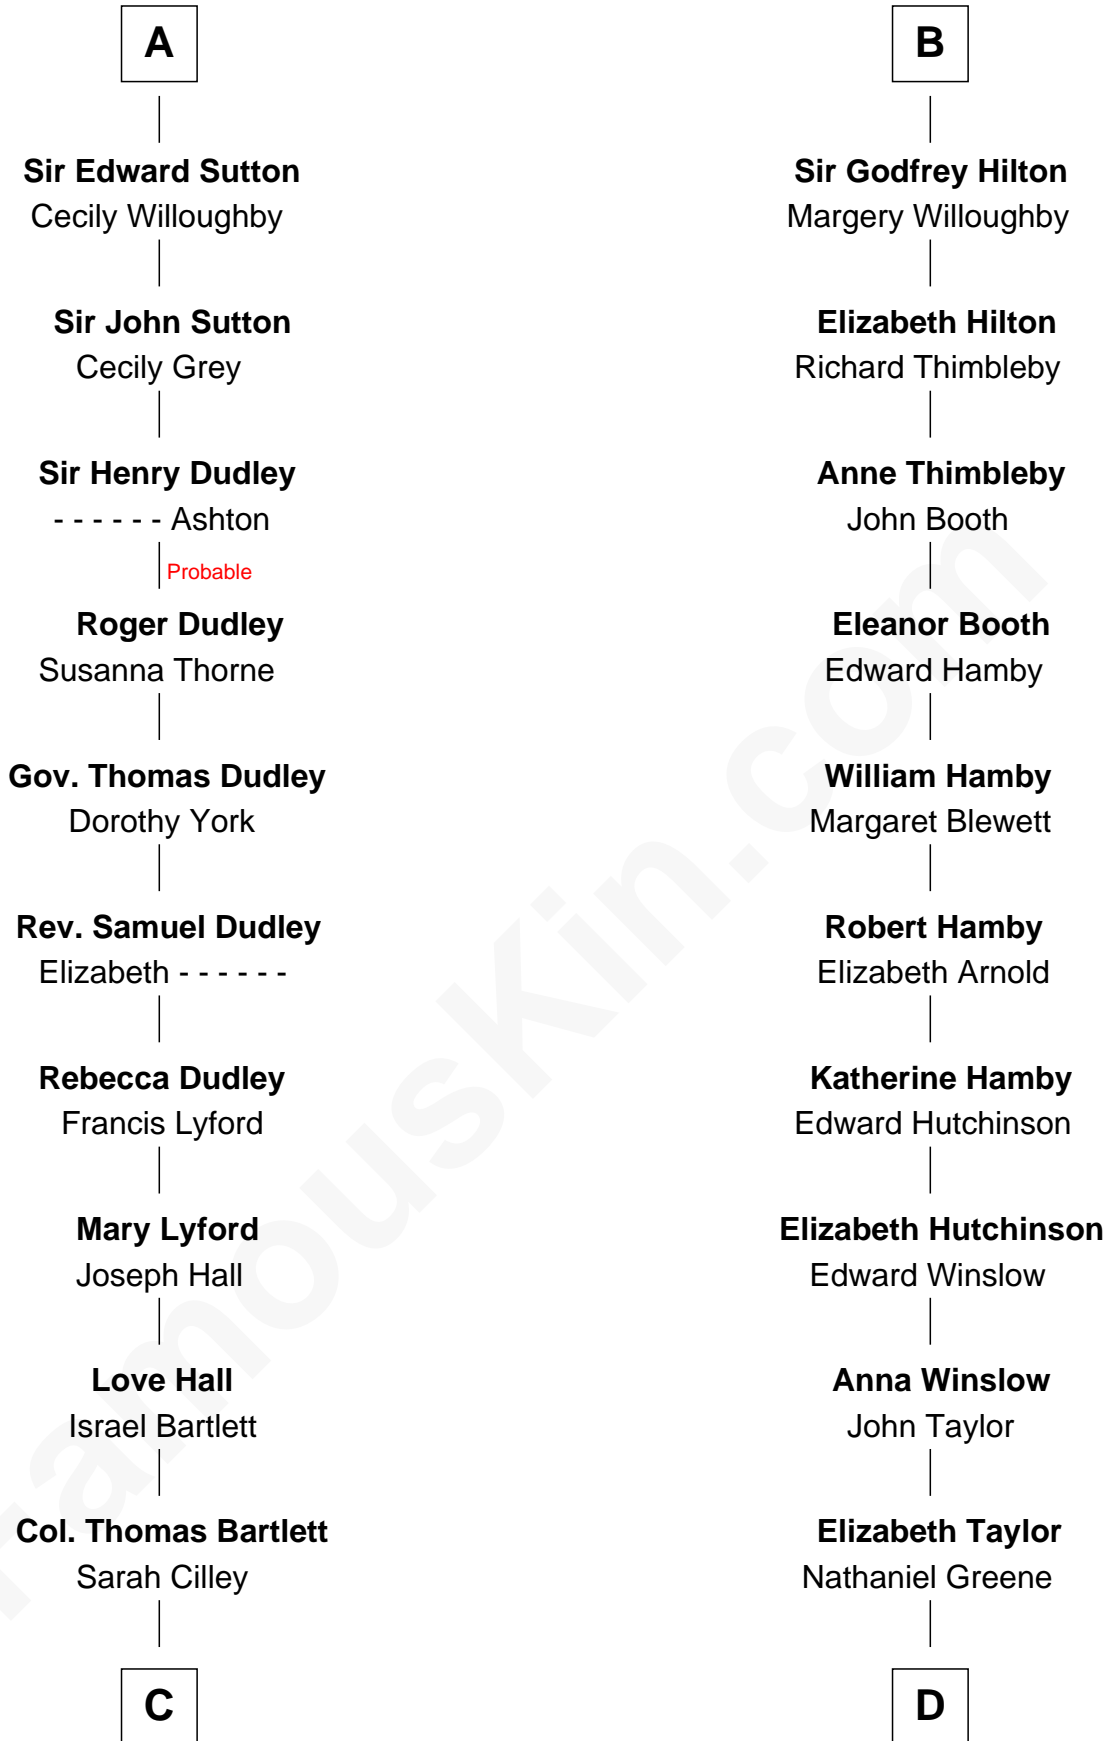 A
Sir Edward Sutton
Cecily Willoughby
Sir John Sutton
Cecily Grey
Sir Henry Dudley
- - - - - - Ashton
Probable
Roger Dudley
Susanna Thorne
Gov. Thomas Dudley
Dorothy York
Rev. Samuel Dudley
Elizabeth - - - - - -
Rebecca Dudley
Francis Lyford
Mary Lyford
Joseph Hall
Love Hall
Israel Bartlett
Col. Thomas Bartlett
Sarah Cilley
C
B
Sir Godfrey Hilton
Margery Willoughby
Elizabeth Hilton
Richard Thimbleby
Anne Thimbleby
John Booth
Eleanor Booth
Edward Hamby
William Hamby
Margaret Blewett
Robert Hamby
Elizabeth Arnold
Katherine Hamby
Edward Hutchinson
Elizabeth Hutchinson
Edward Winslow
Anna Winslow
John Taylor
Elizabeth Taylor
Nathaniel Greene
D
FamousKin.com